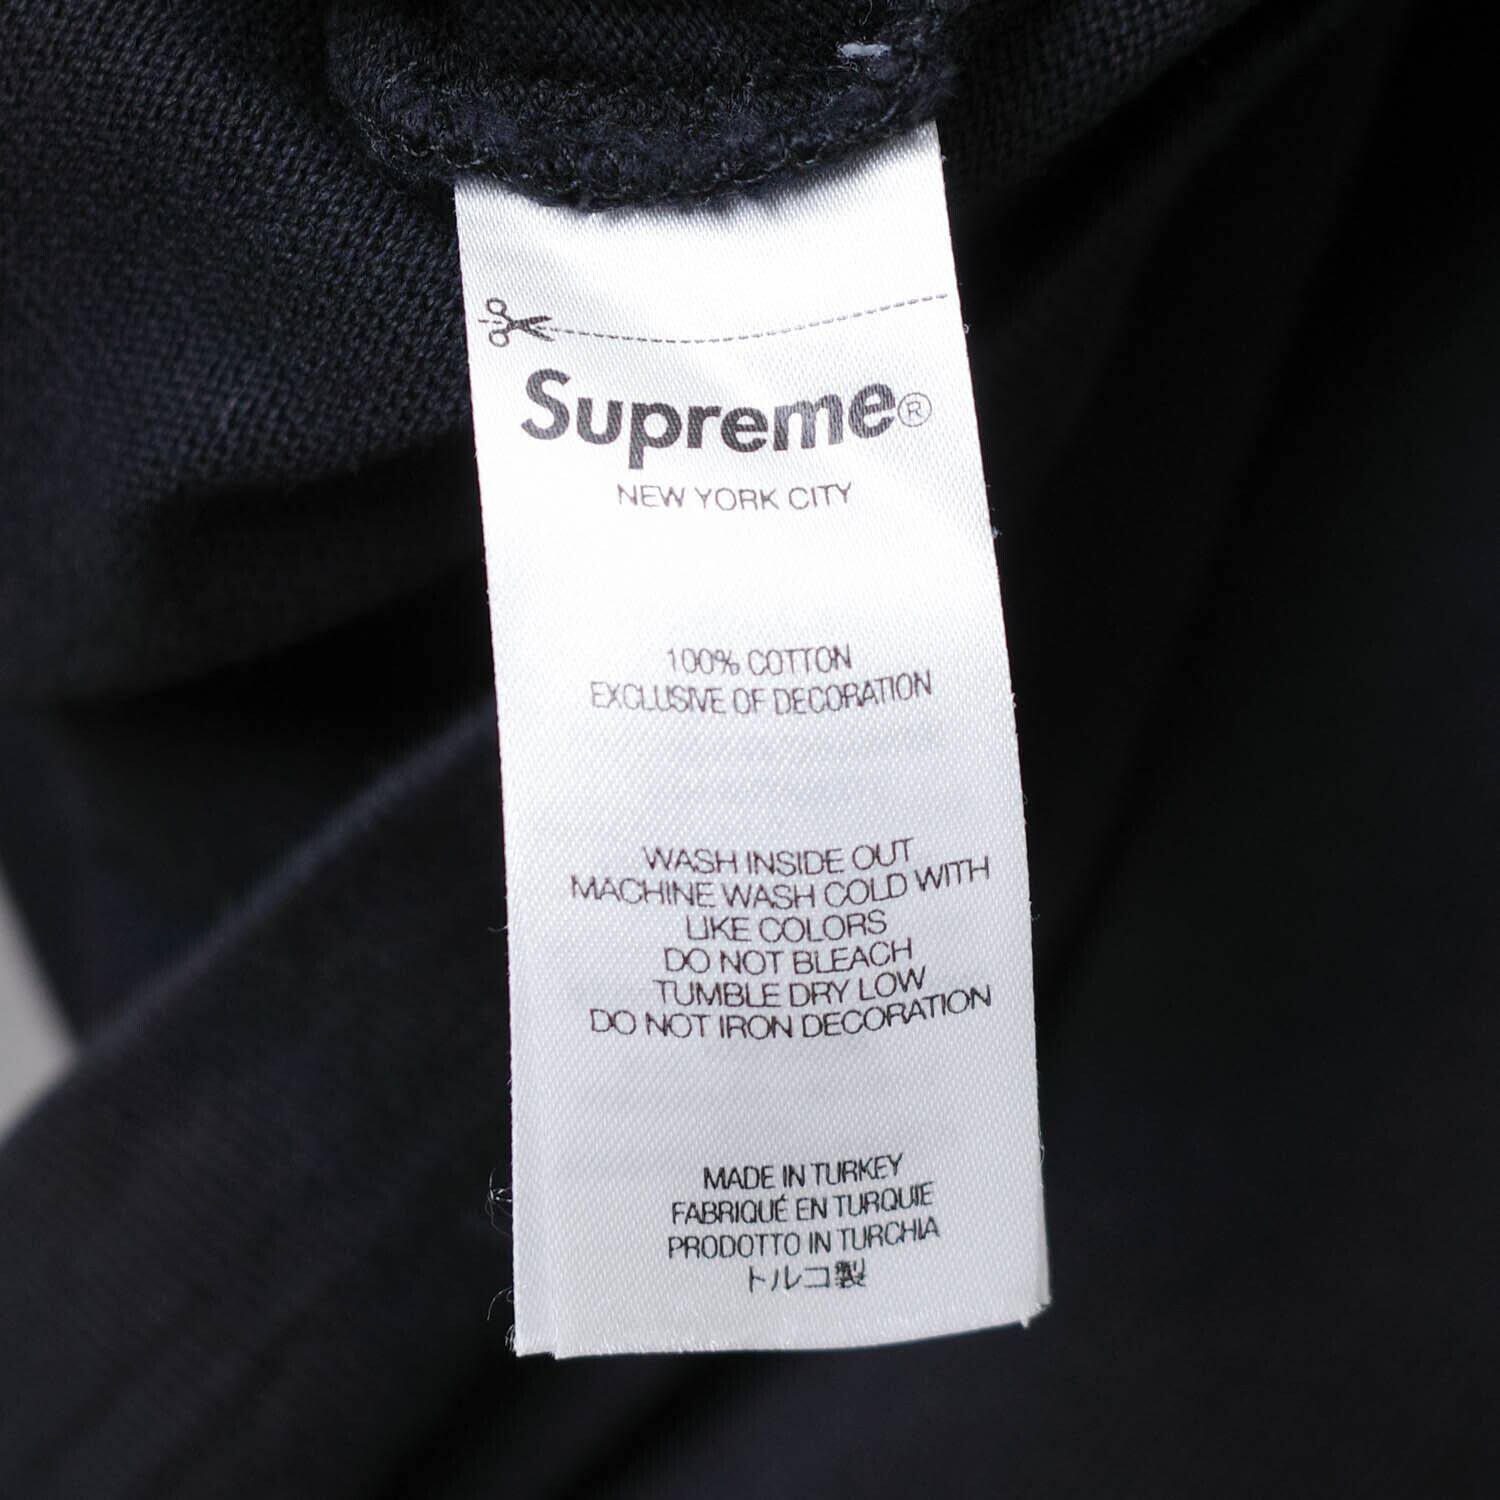 Supreme®
NEW YORK CITY
100% COTTON
EXCLUSIVE OF DECORATION
WASH INSIDE OUT
MACHINE WASH COLD WITH
LIKE COLORS
DO NOT BLEACH
TUMBLE DRY LOW
DO NOT IRON DECORATION
MADE IN TURKEY
FABRIQUÉ EN TURQUIE
PRODOTTO IN TURCHIA
トルコ製